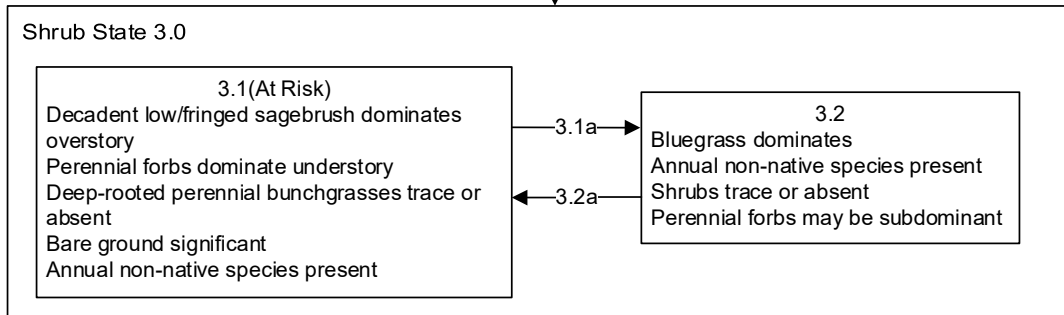 Shrub State 3.0
3.1(At Risk)
Decadent low/fringed sagebrush dominates
overstory
Perennial forbs dominate understory
Deep-rooted perennial bunchgrasses trace or
absent
Bare ground significant
Annual non-native species present
3.1a
3.2a
3.2
Bluegrass dominates
Annual non-native species present
Shrubs trace or absent
Perennial forbs may be subdominant